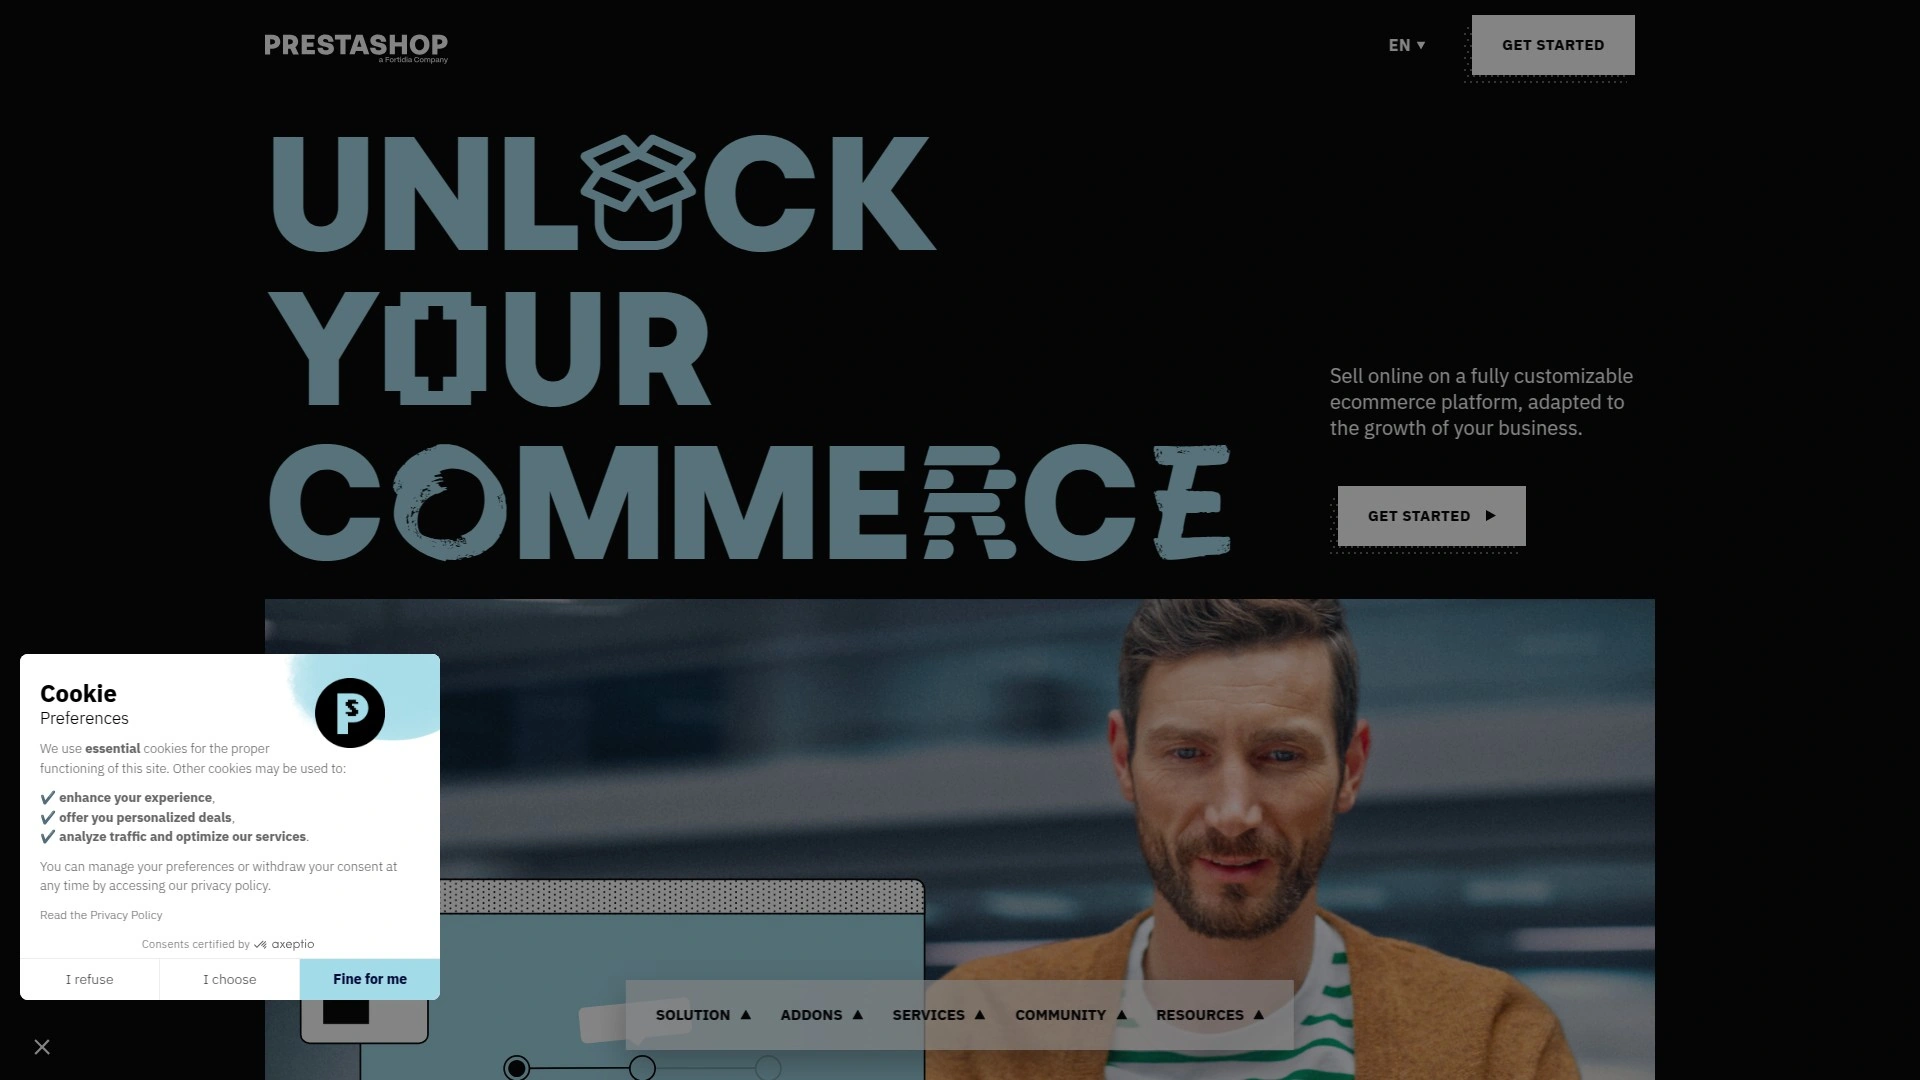 PRESTASHOP
a Fortidia Company
EN
GET STARTED
UNLOCK
YOUR
COMMERCE
Sell online on a fully customizable
ecommerce platform, adapted to
the growth of your business.
GET STARTED
Cookie
Preferences
We use essential cookies for the proper
functioning of this site. Other cookies may be used to:
✔ enhance your experience,
✔ offer you personalized deals,
✔ analyze traffic and optimize our services.
You can manage your preferences or withdraw your consent at
any time by accessing our privacy policy.
Read the Privacy Policy
Consents certified by axeptio
I refuse
I choose
Fine for me
SOLUTION
ADDONS
SERVICES
COMMUNITY
RESOURCES